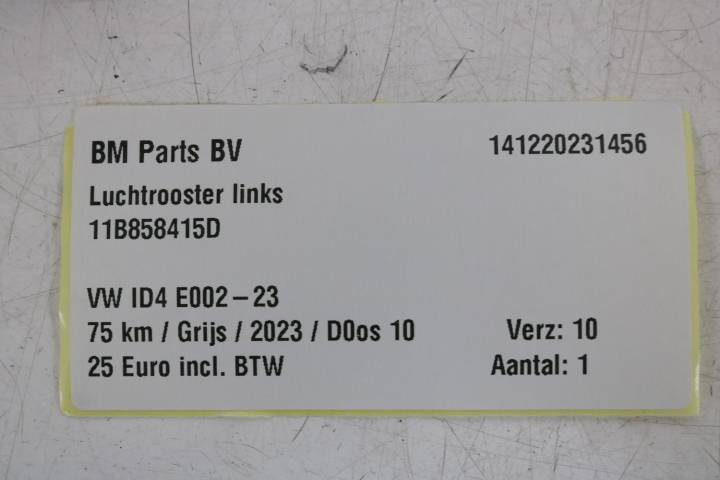 BM Parts BV 141220231456
Luchtrooster links
11B858415D
VW ID4 E002-23
75 km / Grijs / 2023 / D0os 10 Verz: 10
25 Euro incl. BTW Aantal: 1